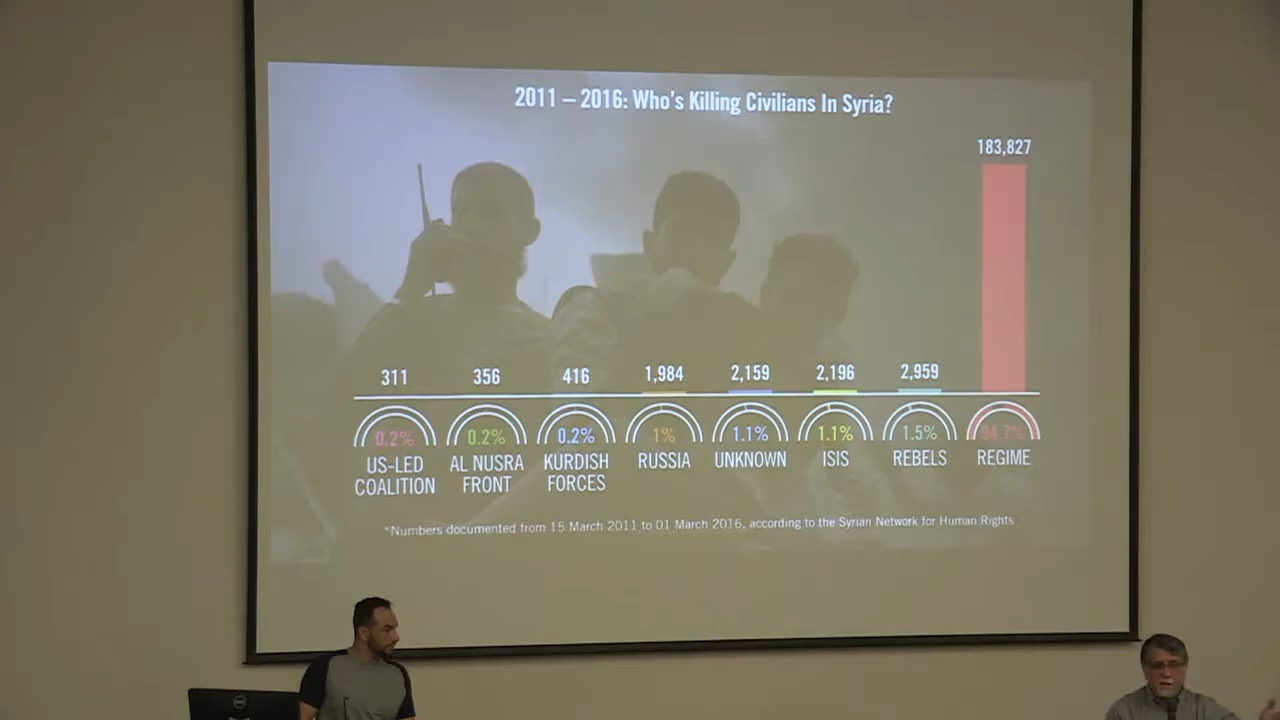 2011 – 2016: Who's Killing Civilians In Syria?
183,827
311 356 416 1,984 2,159 2,196 2,959
0.2% 0.2% 0.2% 1% 1.1% 1.1% 1.5% 94.7%
US-LED COALITION AL NUSRA FRONT KURDISH FORCES RUSSIA UNKNOWN ISIS REBELS REGIME
*Numbers documented from 15 March 2011 to 01 March 2016, according to the Syrian Network for Human Rights
DELL